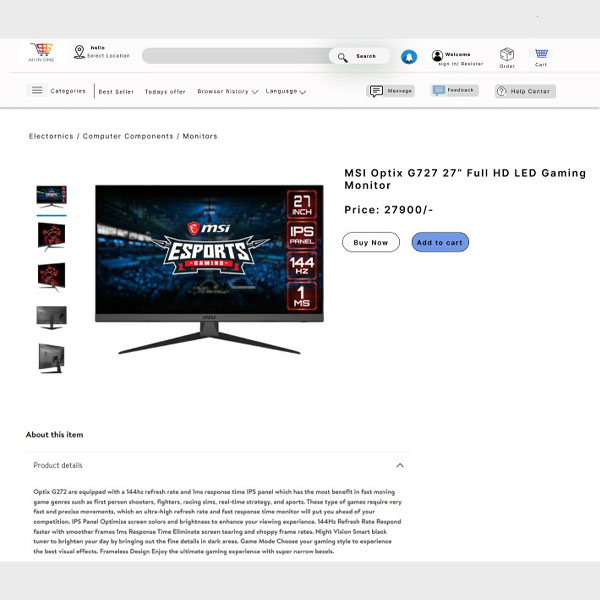 hello
Select Location
Search
Welcome
sign in/ Register
Order
Cart
All IN ONE
Categories
Best Seller
Todays offer
Browser history
Language
Message
Feedback
Help Center
Electornics / Computer Components / Monitors
MSI Optix G727 27” Full HD LED Gaming
Monitor
Price: 27900/-
Buy Now
Add to cart
msi
ESPORTS
GAMING
27
INCH
IPS
PANEL
144
HZ
1
MS
msi
About this item
Product details
Optix G272 are equipped with a 144hz refresh rate and 1ms response time IPS panel which has the most benefit in fast moving
game genres such as first person shooters, fighters, racing sims, real-time strategy, and sports. These type of games require very
fast and precise movements, which an ultra-high refresh rate and fast response time monitor will put you ahead of your
competition. IPS Panel Optimize screen colors and brightness to enhance your viewing experience. 144Hz Refresh Rate Respond
faster with smoother frames 1ms Response Time Eliminate screen tearing and choppy frame rates. Night Vision Smart black
tuner to brighten your day by bringing out the fine details in dark areas. Game Mode Choose your gaming style to experience
the best visual effects. Frameless Design Enjoy the ultimate gaming experience with super narrow bezels.